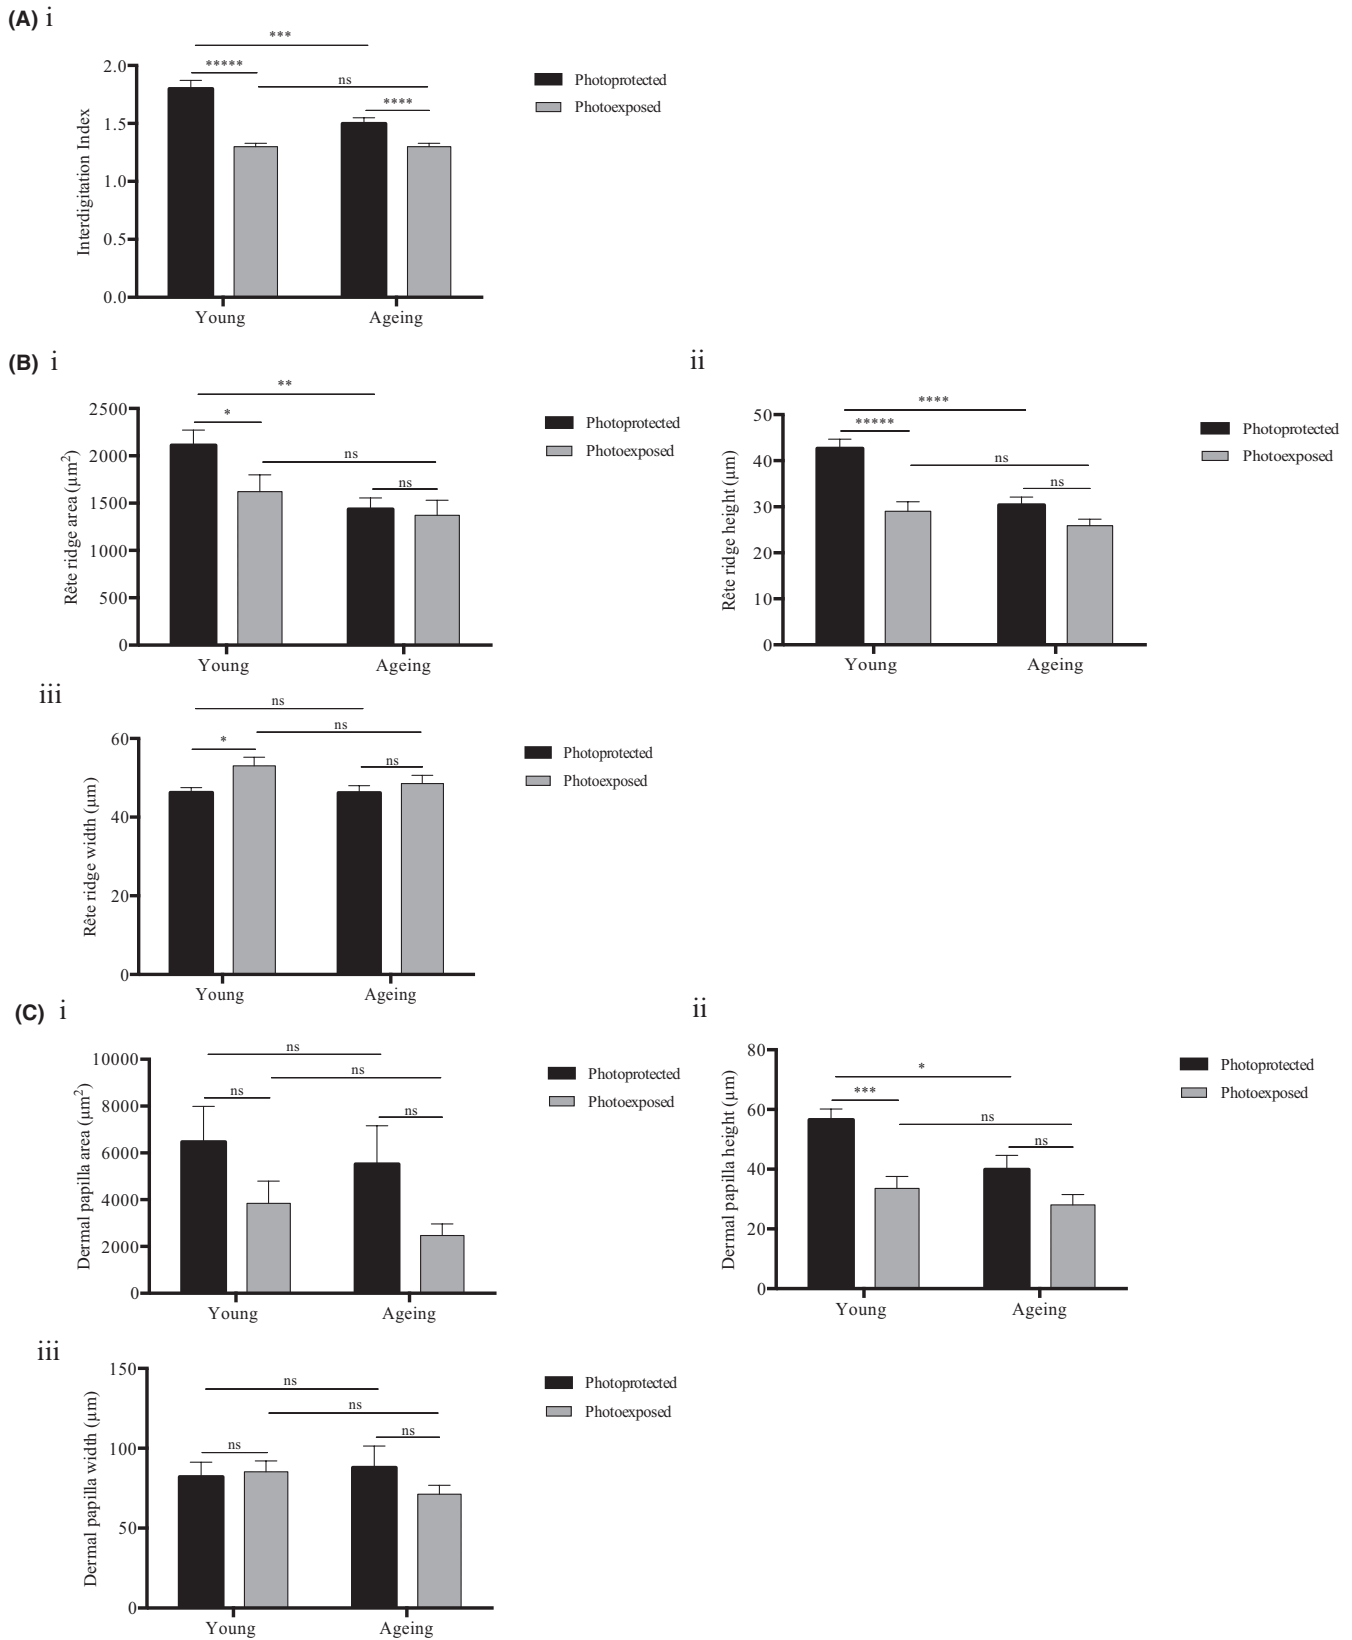 (A) i
***
***** ns
****
2.0
1.5
1.0
0.5
0.0
Interdigitation Index
Young Ageing
Photoprotected
Photoexposed
(B) i
**
*
ns
ns
2500
2000
1500
1000
500
0
Rête ridge area (µm²)
Young Ageing
Photoprotected
Photoexposed
ii
****
*****
ns
ns
50
40
30
20
10
0
Rête ridge height (µm)
Young Ageing
Photoprotected
Photoexposed
iii
ns
ns
*
ns
60
40
20
0
Rête ridge width (µm)
Young Ageing
Photoprotected
Photoexposed
(C) i
ns
ns
ns
ns
10000
8000
6000
4000
2000
0
Dermal papilla area (µm²)
Young Ageing
Photoprotected
Photoexposed
ii
*
***
ns
ns
80
60
40
20
0
Dermal papilla height (µm)
Young Ageing
Photoprotected
Photoexposed
iii
ns
ns
ns
ns
150
100
50
0
Dermal papilla width (µm)
Young Ageing
Photoprotected
Photoexposed